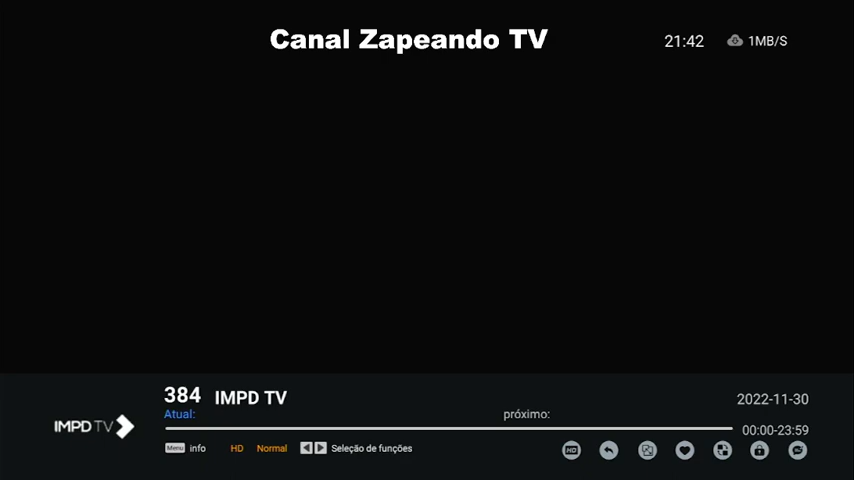 Canal Zapeando TV
21:42
1MB/S
384 IMPD TV
2022-11-30
Atual:
próximo:
IMPD TV
00:00-23:59
Menu info HD Normal Seleção de funções
HD